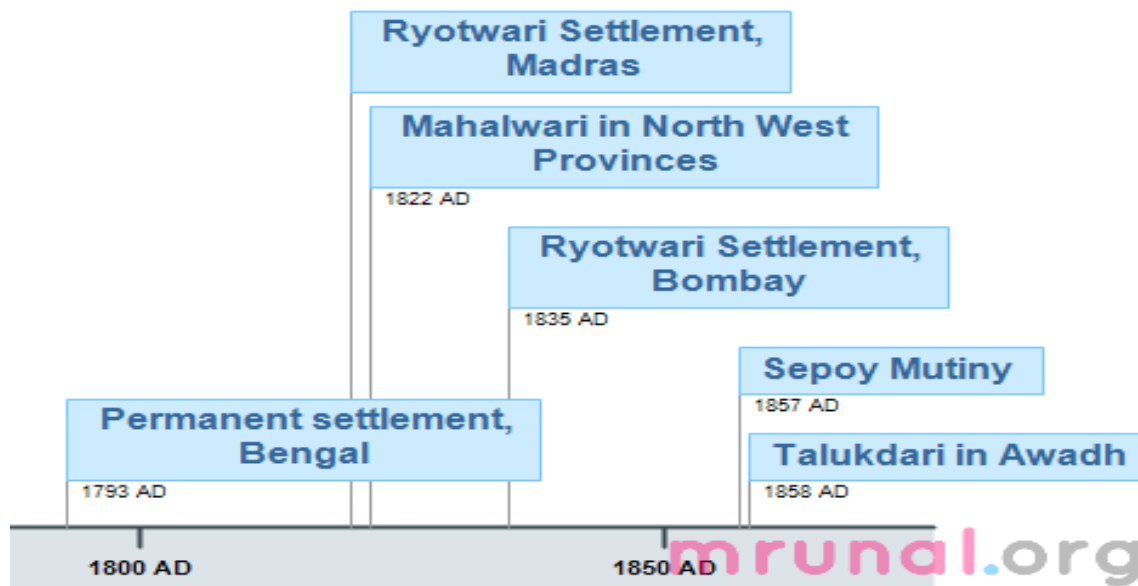 Ryotwari Settlement,
Madras
Mahalwari in North West
Provinces
1822 AD
Ryotwari Settlement,
Bombay
1835 AD
Sepoy Mutiny
1857 AD
Permanent settlement,
Bengal
1793 AD
Talukdari in Awadh
1858 AD
1800 AD
1850 AD
mrunal.org